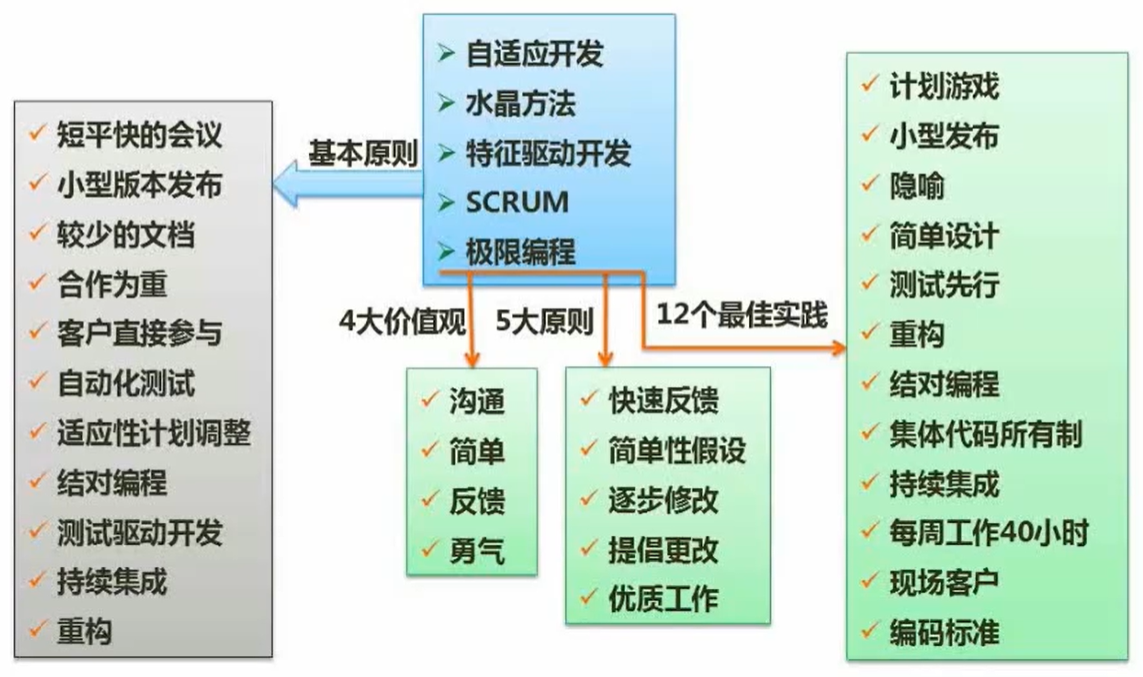 自适应开发
水晶方法
特征驱动开发
SCRUM
极限编程
基本原则
短平快的会议
小型版本发布
较少的文档
合作为重
客户直接参与
自动化测试
适应性计划调整
结对编程
测试驱动开发
持续集成
重构
4大价值观
沟通
简单
反馈
勇气
5大原则
快速反馈
简单性假设
逐步修改
提倡更改
优质工作
12个最佳实践
计划游戏
小型发布
隐喻
简单设计
测试先行
重构
结对编程
集体代码所有制
持续集成
每周工作40小时
现场客户
编码标准